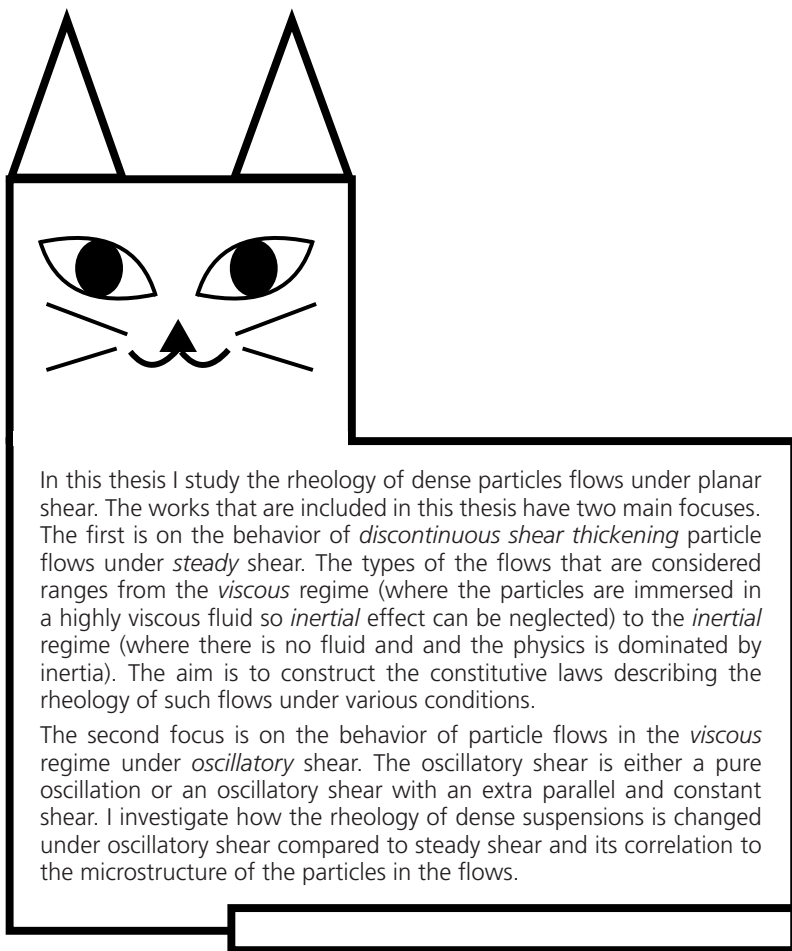 In this thesis I study the rheology of dense particles flows under planar
shear. The works that are included in this thesis have two main focuses.
The first is on the behavior of discontinuous shear thickening particle
flows under steady shear. The types of the flows that are considered
ranges from the viscous regime (where the particles are immersed in
a highly viscous fluid so inertial effect can be neglected) to the inertial
regime (where there is no fluid and and the physics is dominated by
inertia). The aim is to construct the constitutive laws describing the
rheology of such flows under various conditions.
The second focus is on the behavior of particle flows in the viscous
regime under oscillatory shear. The oscillatory shear is either a pure
oscillation or an oscillatory shear with an extra parallel and constant
shear. I investigate how the rheology of dense suspensions is changed
under oscillatory shear compared to steady shear and its correlation to
the microstructure of the particles in the flows.